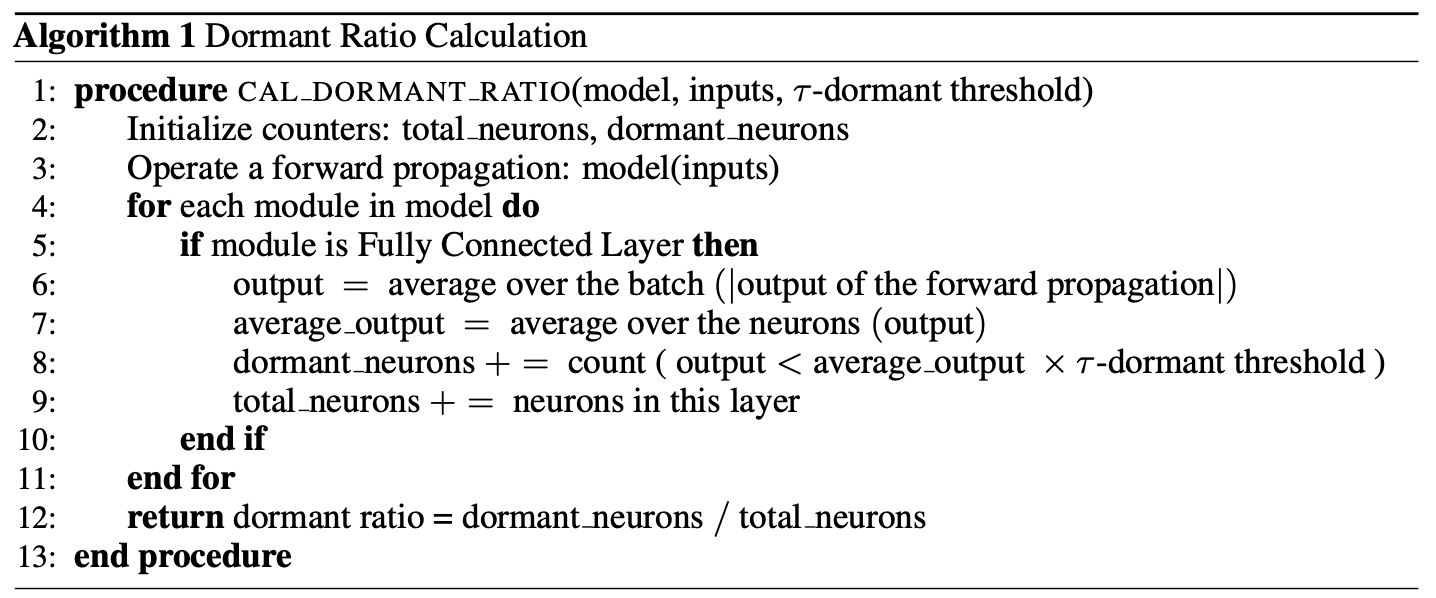 Algorithm 1 Dormant Ratio Calculation
1: procedure CAL_DORMANT_RATIO(model, inputs, τ-dormant threshold)
2: Initialize counters: total_neurons, dormant_neurons
3: Operate a forward propagation: model(inputs)
4: for each module in model do
5: if module is Fully Connected Layer then
6: output = average over the batch (|output of the forward propagation|)
7: average_output = average over the neurons (output)
8: dormant_neurons + = count ( output < average_output × τ-dormant threshold )
9: total_neurons + = neurons in this layer
10: end if
11: end for
12: return dormant ratio = dormant_neurons / total_neurons
13: end procedure